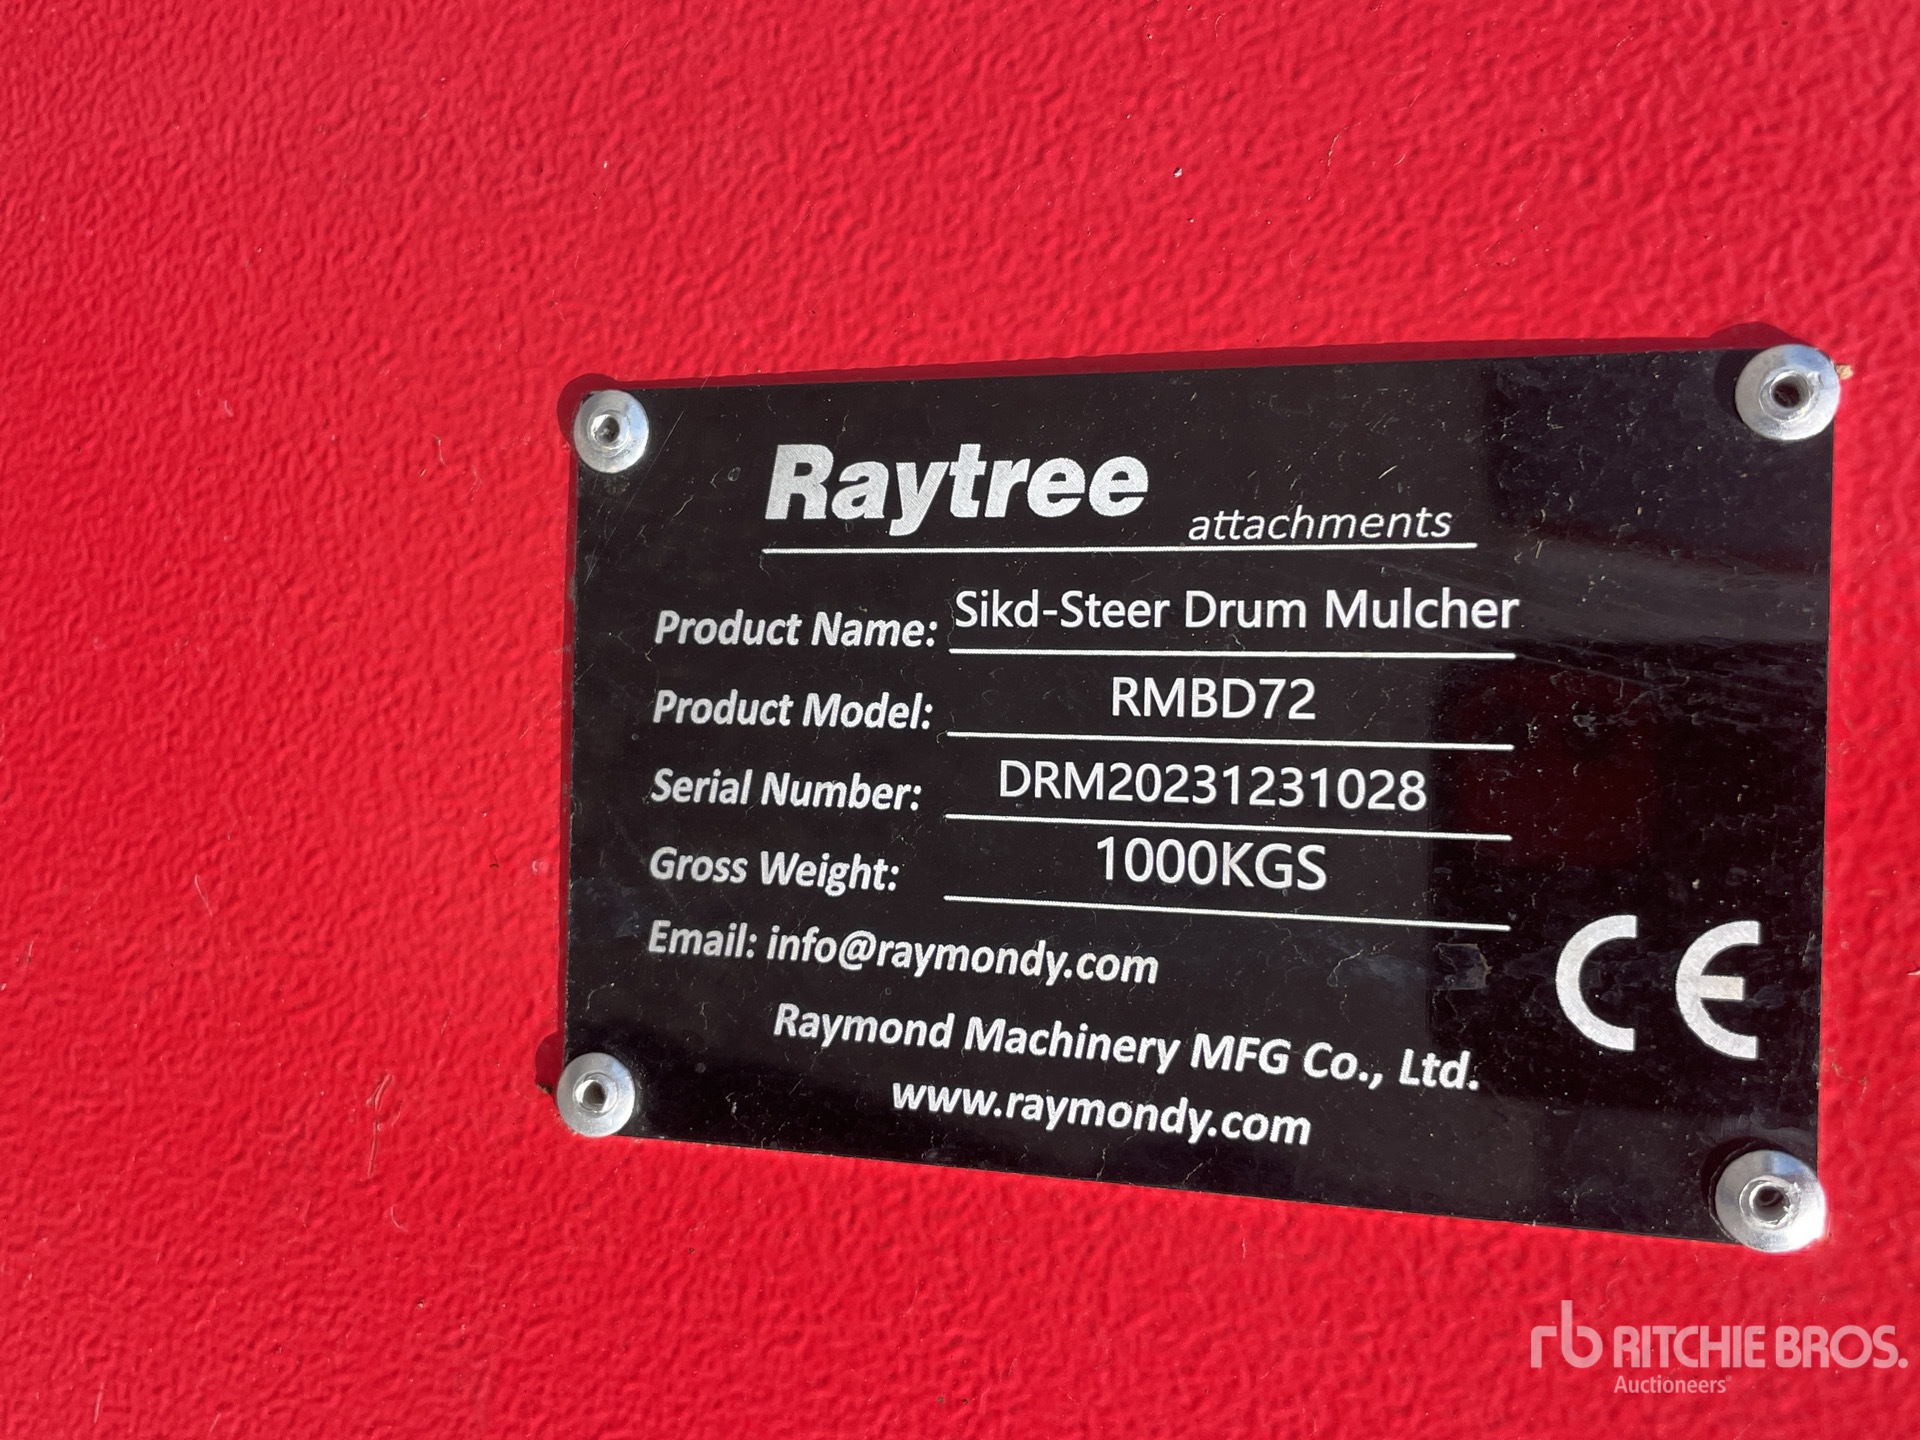 Raytree
attachments
Product Name: Sikd-Steer Drum Mulcher
Product Model: RMBD72
Serial Number: DRM20231231028
Gross Weight: 1000KGS
Email: info@raymondy.com
CE
Raymond Machinery MFG Co., Ltd.
www.raymondy.com
rb RITCHIE BROS.
Auctioneers